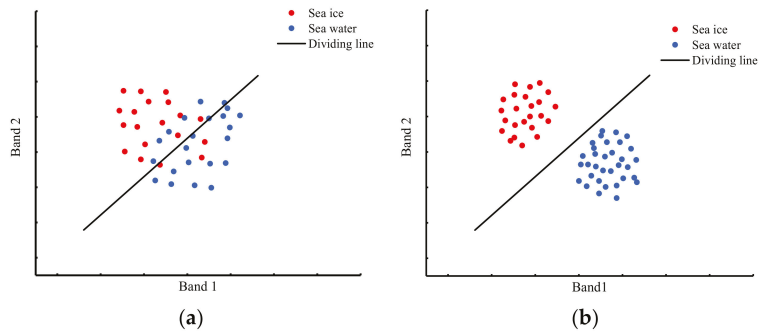 Sea ice
Sea water
Dividing line
Band 2
Band 1
(a)
Sea ice
Sea water
Dividing line
Band 2
Band1
(b)